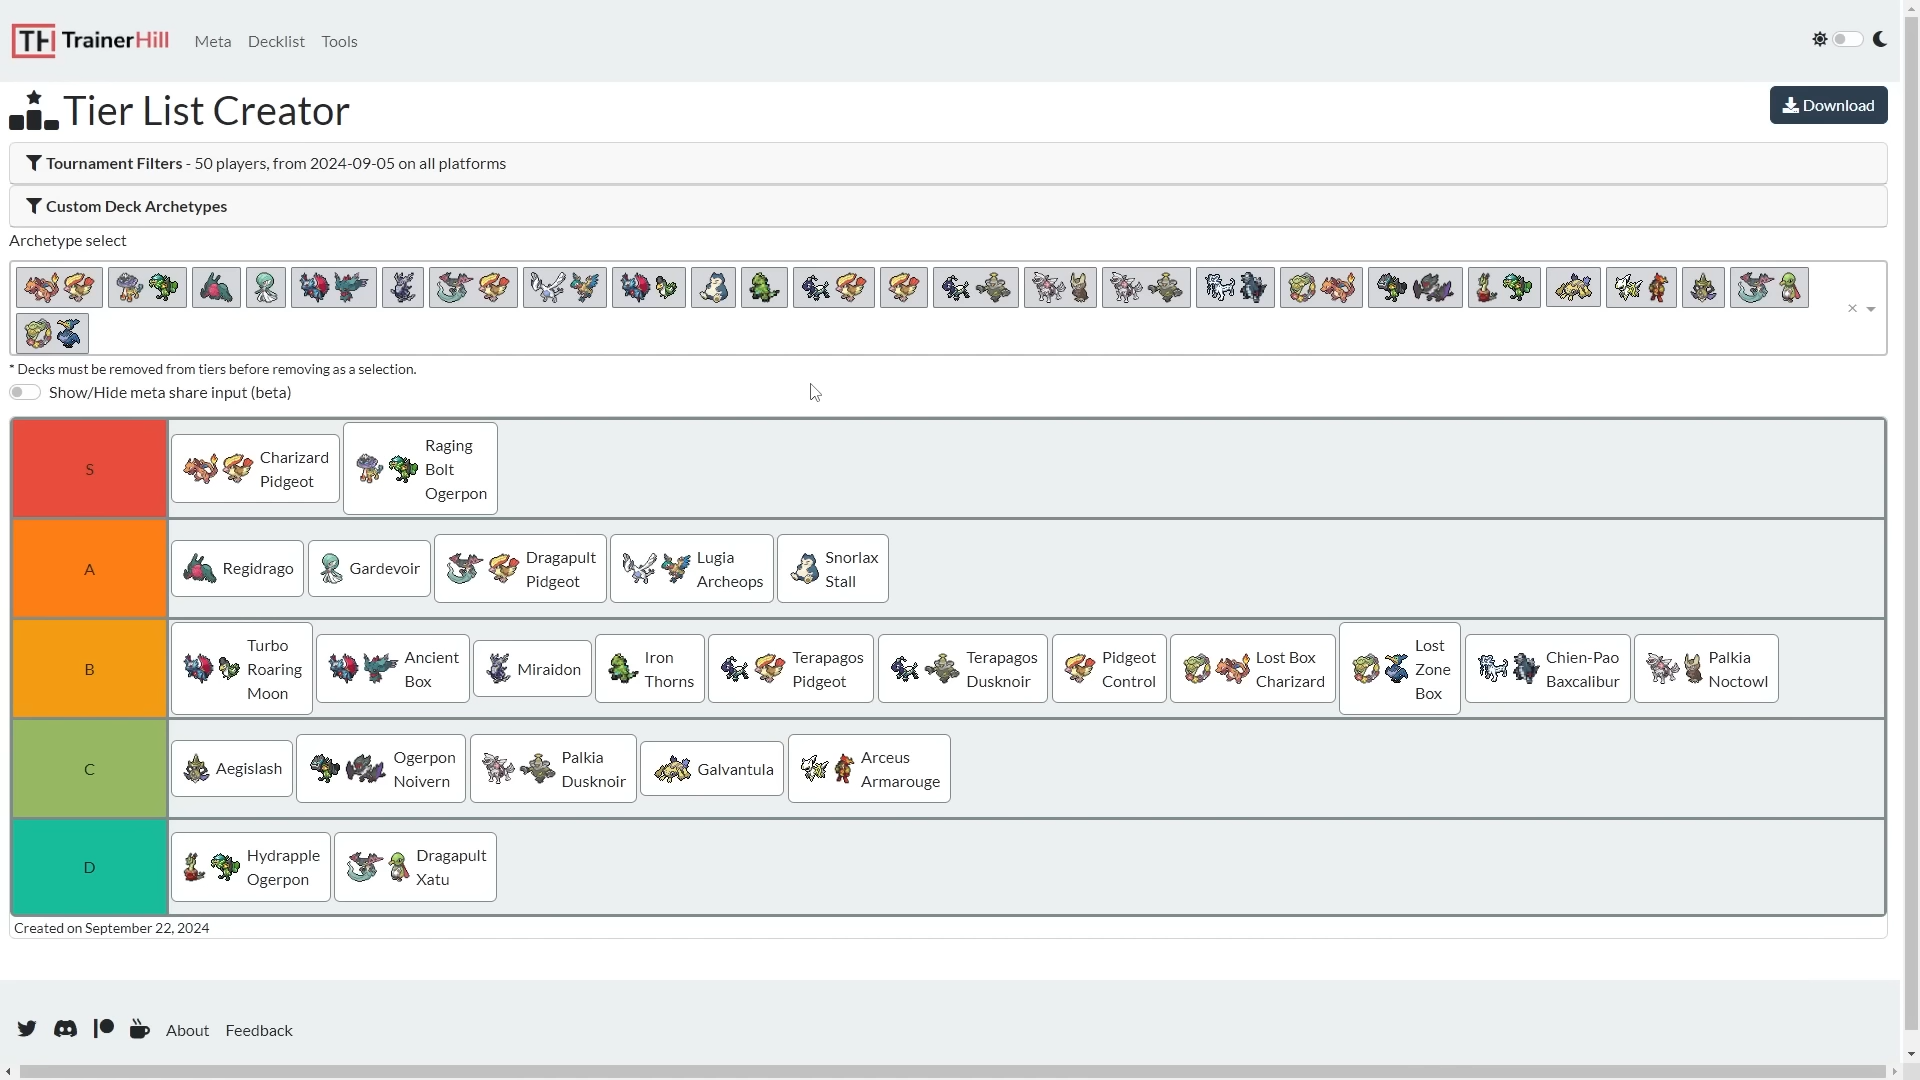 TH TrainerHill Meta Decklist Tools
Tier List Creator
Download
Tournament Filters - 50 players, from 2024-09-05 on all platforms
Custom Deck Archetypes
Archetype select
* Decks must be removed from tiers before removing as a selection.
Show/Hide meta share input (beta)
S
Charizard
Pidgeot
Raging
Bolt
Ogerpon
A
Regidrago
Gardevoir
Dragapult
Pidgeot
Lugia
Archeops
Snorlax
Stall
B
Turbo
Roaring
Moon
Ancient
Box
Miraidon
Iron
Thorns
Terapagos
Pidgeot
Terapagos
Dusknoir
Pidgeot
Control
Lost Box
Charizard
Lost
Zone
Box
Chien-Pao
Baxcalibur
Palkia
Noctowl
C
Aegislash
Ogerpon
Noivern
Palkia
Dusknoir
Galvantula
Arceus
Armarouge
D
Hydrapple
Ogerpon
Dragapult
Xatu
Created on September 22, 2024
About Feedback